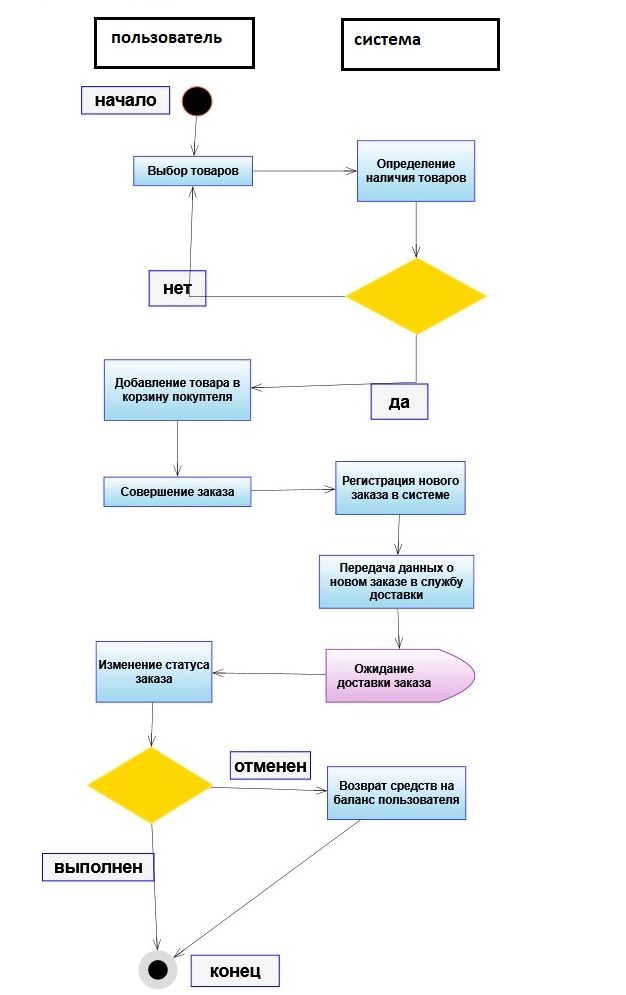 пользователь
система
начало
Выбор товаров
Определение
наличия товаров
нет
Добавление товара в
корзину покуптеля
да
Совершение заказа
Регистрация нового
заказа в системе
Передача данных о
новом заказе в службу
доставки
Изменение статуса
заказа
Ожидание
доставки заказа
отменен
Возврат средств на
баланс пользователя
выполнен
конец